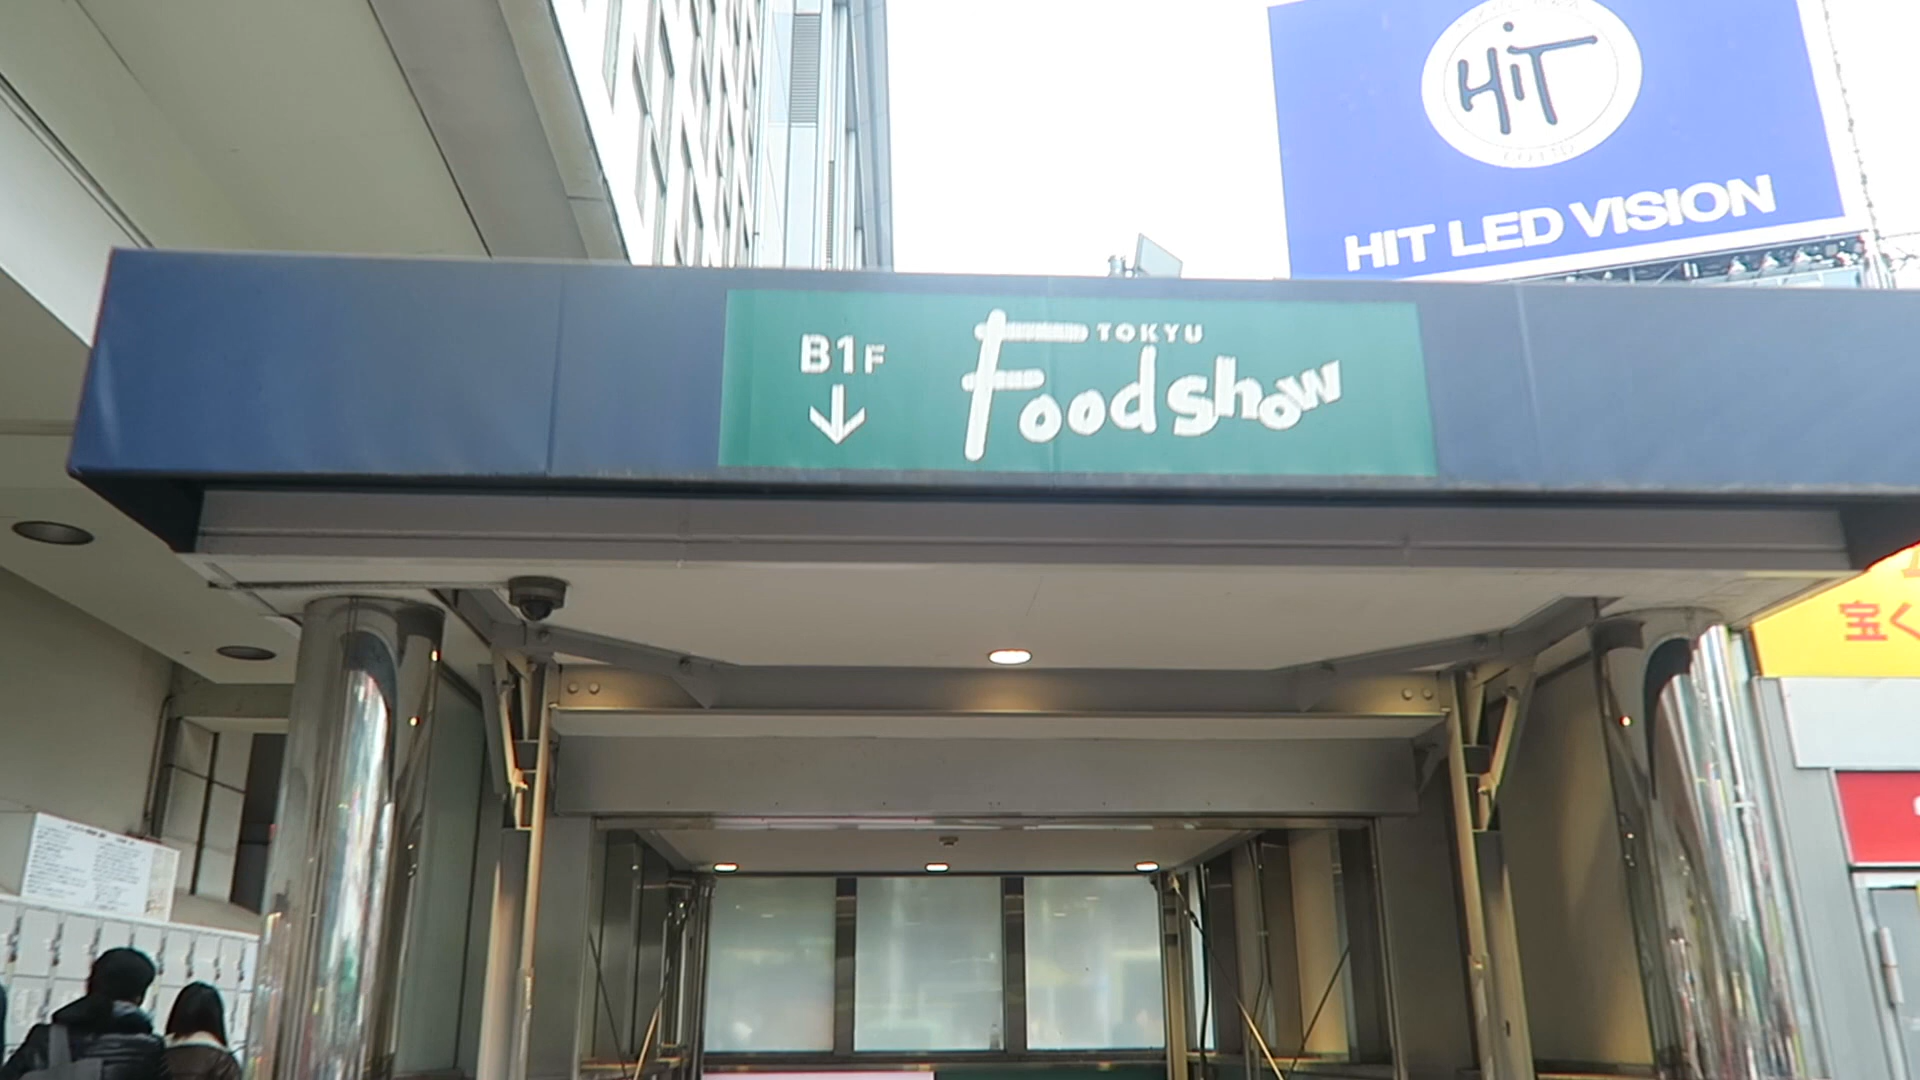 HIT
HIT LED VISION
B1F
TOKYU
Foodshow
宝く